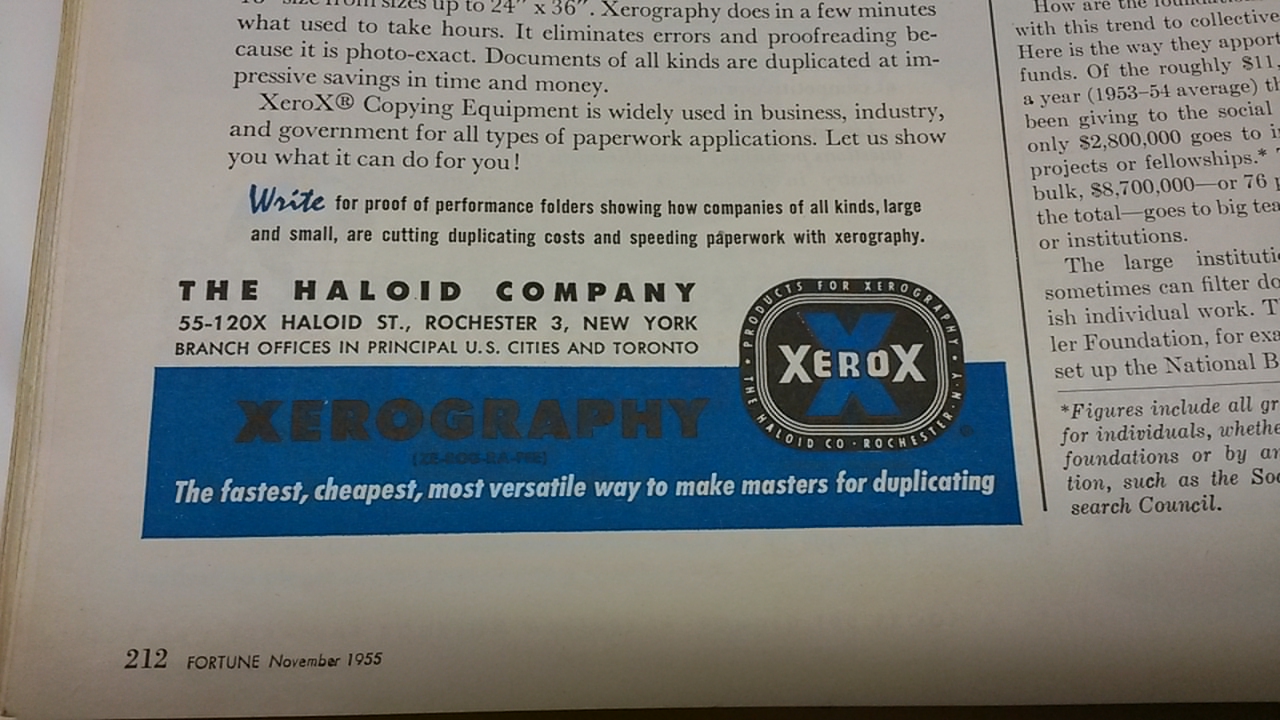 size from sizes up to 24″ x 36″. Xerography does in a few minutes
what used to take hours. It eliminates errors and proofreading be-
cause it is photo-exact. Documents of all kinds are duplicated at im-
pressive savings in time and money.
XeroX® Copying Equipment is widely used in business, industry,
and government for all types of paperwork applications. Let us show
you what it can do for you!
Write for proof of performance folders showing how companies of all kinds, large
and small, are cutting duplicating costs and speeding paperwork with xerography.
THE HALOID COMPANY
55-120X HALOID ST., ROCHESTER 3, NEW YORK
BRANCH OFFICES IN PRINCIPAL U.S. CITIES AND TORONTO
• PRODUCTS FOR XEROGRAPHY •
XEROX
THE HALOID CO · ROCHESTER, N·Y
XEROGRAPHY
The fastest, cheapest, most versatile way to make masters for duplicating
212 FORTUNE November 1955
How are the
with this trend to collective
Here is the way they apport
funds. Of the roughly $11,
a year (1953–54 average) th
been giving to the social
only $2,800,000 goes to i
projects or fellowships.*
bulk, $8,700,000—or 76 p
the total—goes to big tea
or institutions.
The large instituti
sometimes can filter do
ish individual work. T
ler Foundation, for exa
set up the National B
*Figures include all gr
for individuals, whethe
foundations or by an
tion, such as the Soc
search Council.